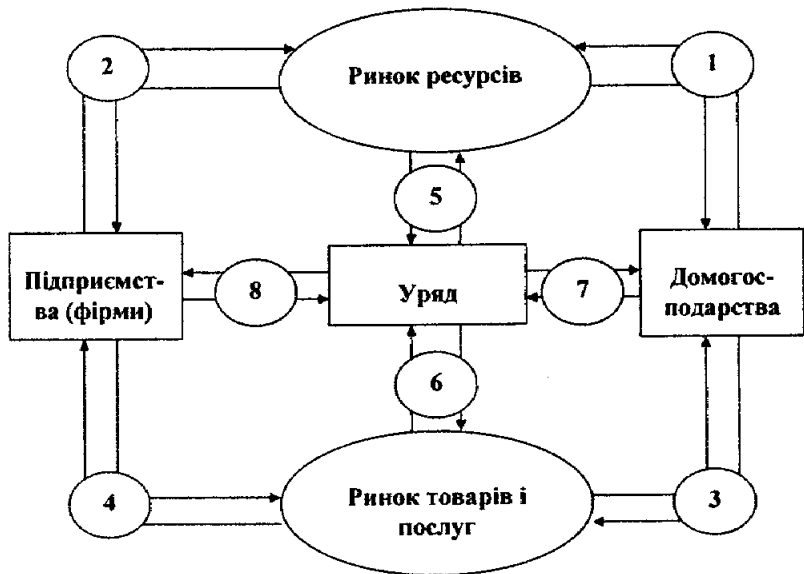 2
Ринок ресурсів
1
5
Підприємст-
ва (фірми)
8
Уряд
7
Домогос-
подарства
6
4
Ринок товарів і
послуг
3